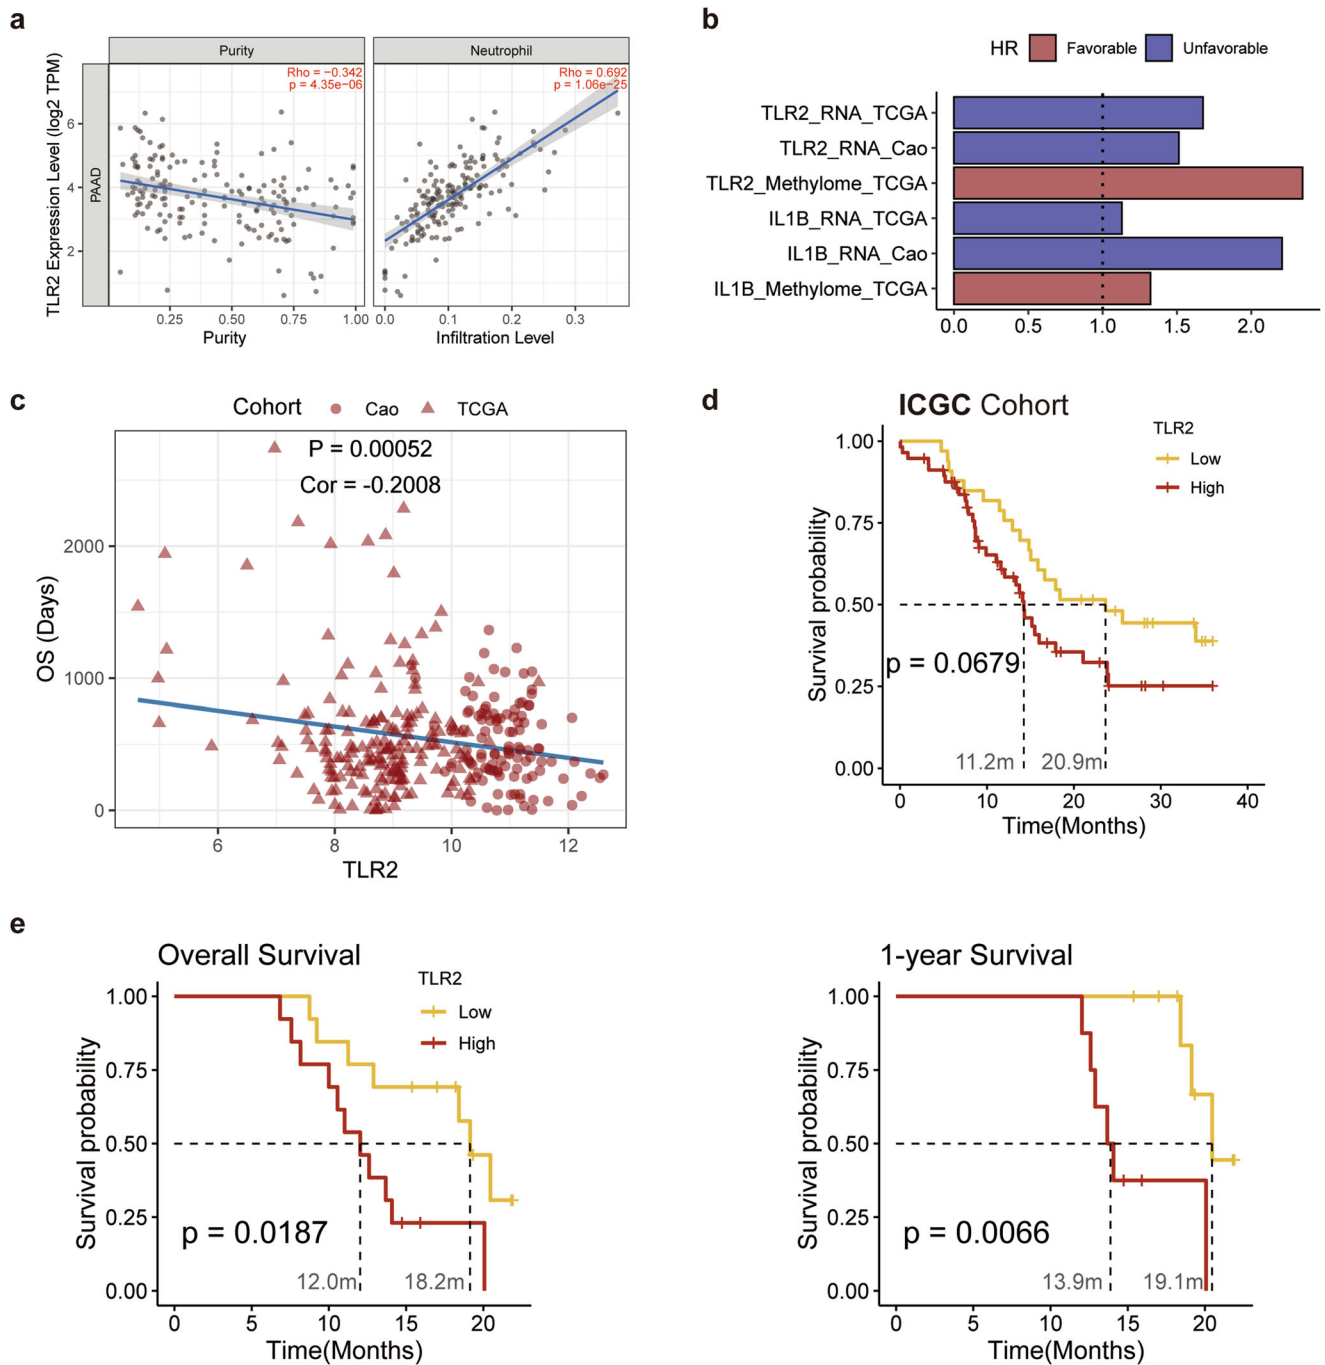 a
Purity
Neutrophil
Rho = −0.342
p = 4.35e−06
Rho = 0.692
p = 1.06e−25
TLR2 Expression Level (log2 TPM)
PAAD
6
4
2
0.25 0.50 0.75 1.00
0.0 0.1 0.2 0.3
Purity
Infiltration Level
b
HR Favorable Unfavorable
TLR2_RNA_TCGA
TLR2_RNA_Cao
TLR2_Methylome_TCGA
IL1B_RNA_TCGA
IL1B_RNA_Cao
IL1B_Methylome_TCGA
0.0 0.5 1.0 1.5 2.0
c
Cohort Cao TCGA
P = 0.00052
Cor = -0.2008
OS (Days)
2000
1000
0
6 8 10 12
TLR2
d
ICGC Cohort
TLR2
Low
High
Survival probability
1.00
0.75
0.50
0.25
0.00
p = 0.0679
11.2m 20.9m
0 10 20 30 40
Time(Months)
e
Overall Survival
TLR2
Low
High
Survival probability
1.00
0.75
0.50
0.25
0.00
p = 0.0187
12.0m 18.2m
0 5 10 15 20
Time(Months)
1-year Survival
Survival probability
1.00
0.75
0.50
0.25
0.00
p = 0.0066
13.9m 19.1m
0 5 10 15 20
Time(Months)